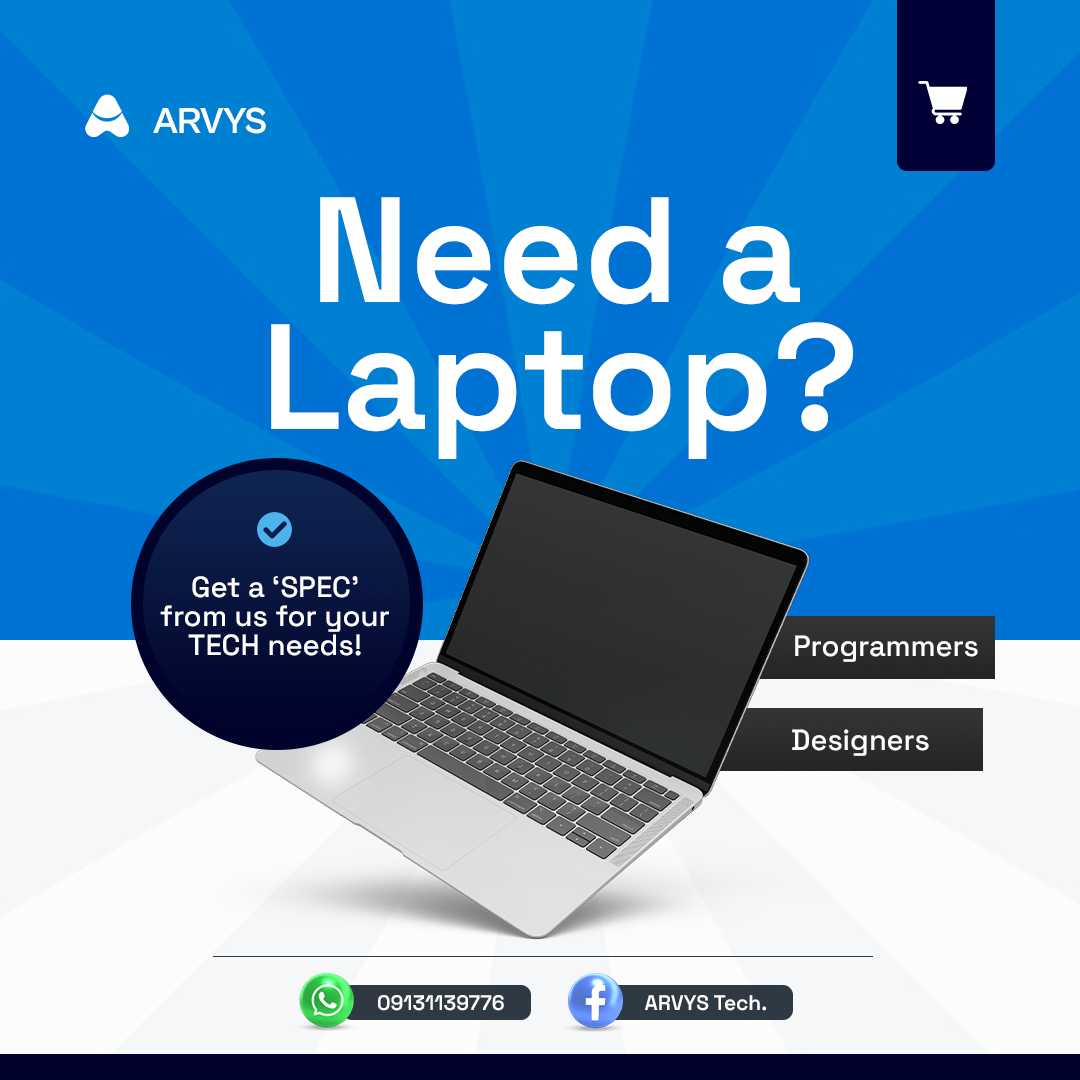 ARVYS
Need a
Laptop?
Get a ‘SPEC’
from us for your
TECH needs!
Programmers
Designers
09131139776
ARVYS Tech.